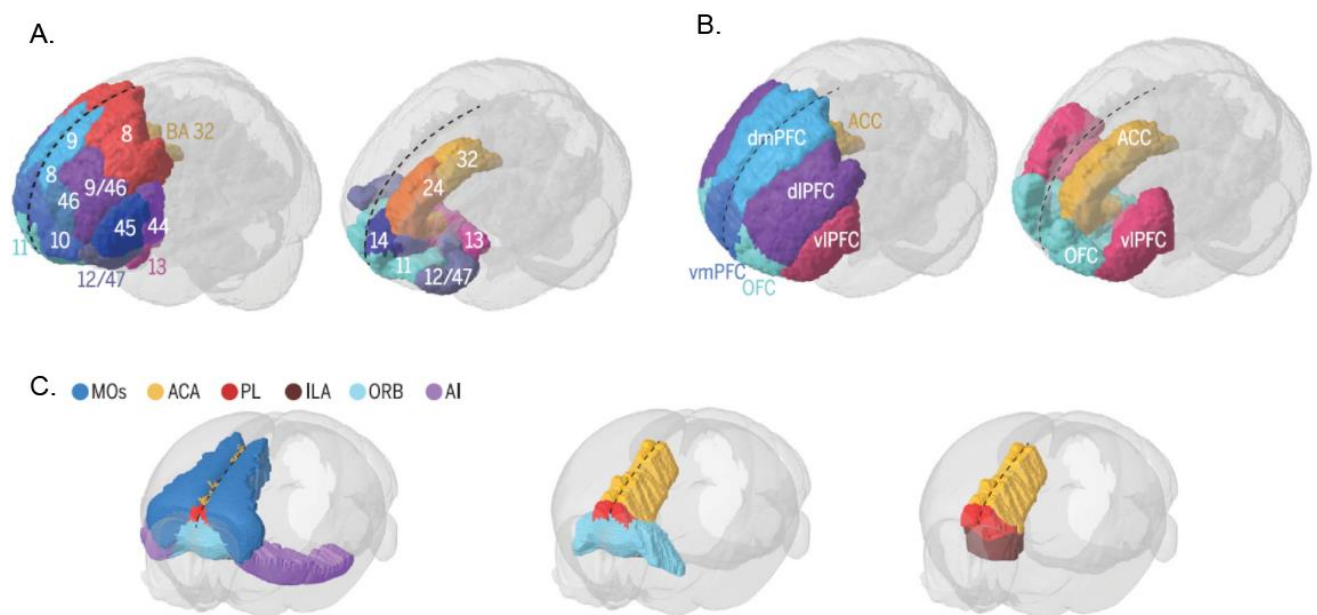 A.
9
8
BA 32
8
9/46
46
45
44
11
10
13
12/47
32
24
14
13
11
12/47
B.
dmPFC
ACC
dlPFC
vlPFC
vmPFC
OFC
ACC
OFC
vlPFC
C. MOs ACA PL ILA ORB AI